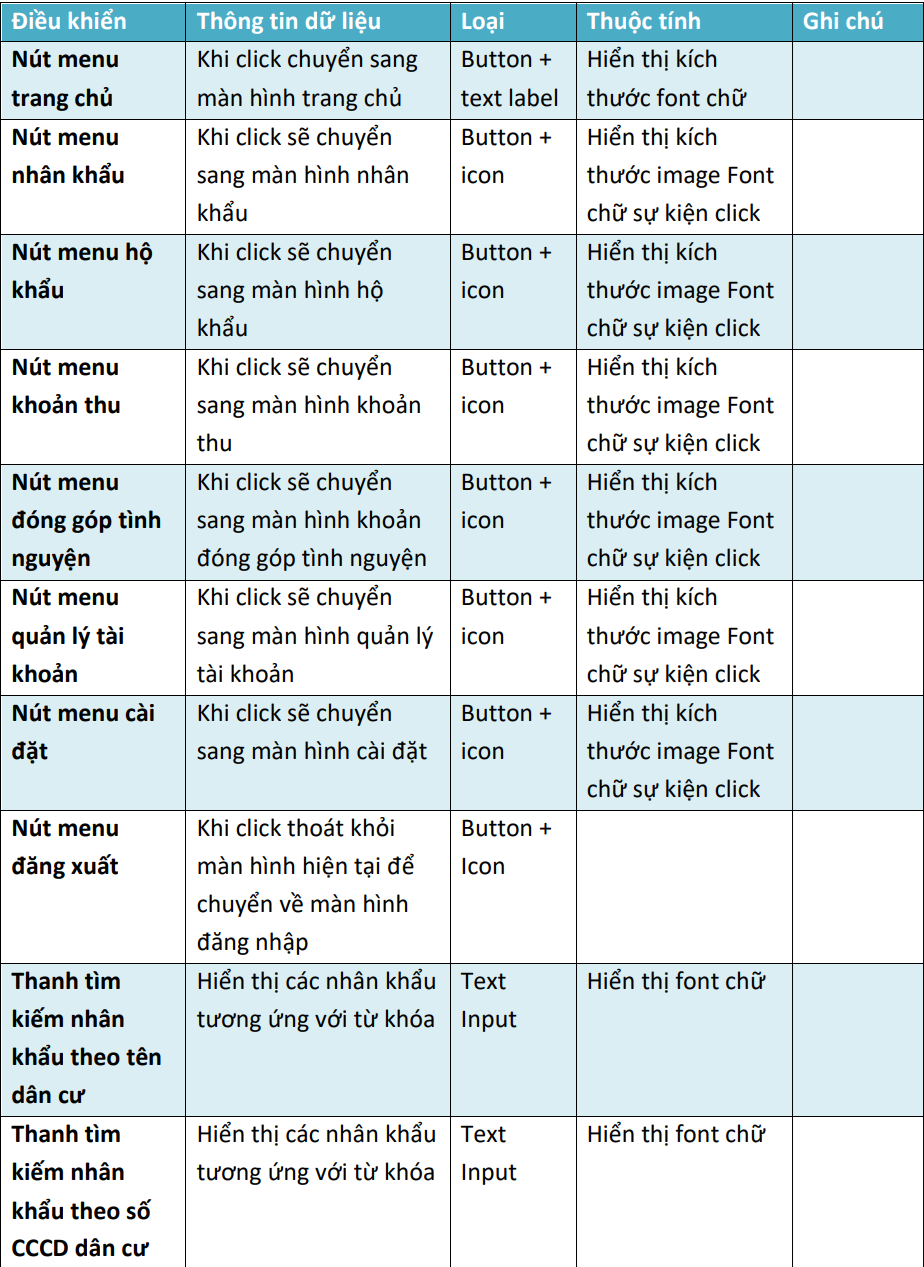 Điều khiển Thông tin dữ liệu Loại Thuộc tính Ghi chú
Nút menu
trang chủ
Khi click chuyển sang
màn hình trang chủ
Button +
text label
Hiển thị kích
thước font chữ
Nút menu
nhân khẩu
Khi click sẽ chuyển
sang màn hình nhân
khẩu
Button +
icon
Hiển thị kích
thước image Font
chữ sự kiện click
Nút menu hộ
khẩu
Khi click sẽ chuyển
sang màn hình hộ
khẩu
Button +
icon
Hiển thị kích
thước image Font
chữ sự kiện click
Nút menu
khoản thu
Khi click sẽ chuyển
sang màn hình khoản
thu
Button +
icon
Hiển thị kích
thước image Font
chữ sự kiện click
Nút menu
đóng góp tình
nguyện
Khi click sẽ chuyển
sang màn hình khoản
đóng góp tình nguyện
Button +
icon
Hiển thị kích
thước image Font
chữ sự kiện click
Nút menu
quản lý tài
khoản
Khi click sẽ chuyển
sang màn hình quản lý
tài khoản
Button +
icon
Hiển thị kích
thước image Font
chữ sự kiện click
Nút menu cài
đặt
Khi click sẽ chuyển
sang màn hình cài đặt
Button +
icon
Hiển thị kích
thước image Font
chữ sự kiện click
Nút menu
đăng xuất
Khi click thoát khỏi
màn hình hiện tại để
chuyển về màn hình
đăng nhập
Button +
Icon
Thanh tìm
kiếm nhân
khẩu theo tên
dân cư
Hiển thị các nhân khẩu
tương ứng với từ khóa
Text
Input
Hiển thị font chữ
Thanh tìm
kiếm nhân
khẩu theo số
CCCD dân cư
Hiển thị các nhân khẩu
tương ứng với từ khóa
Text
Input
Hiển thị font chữ